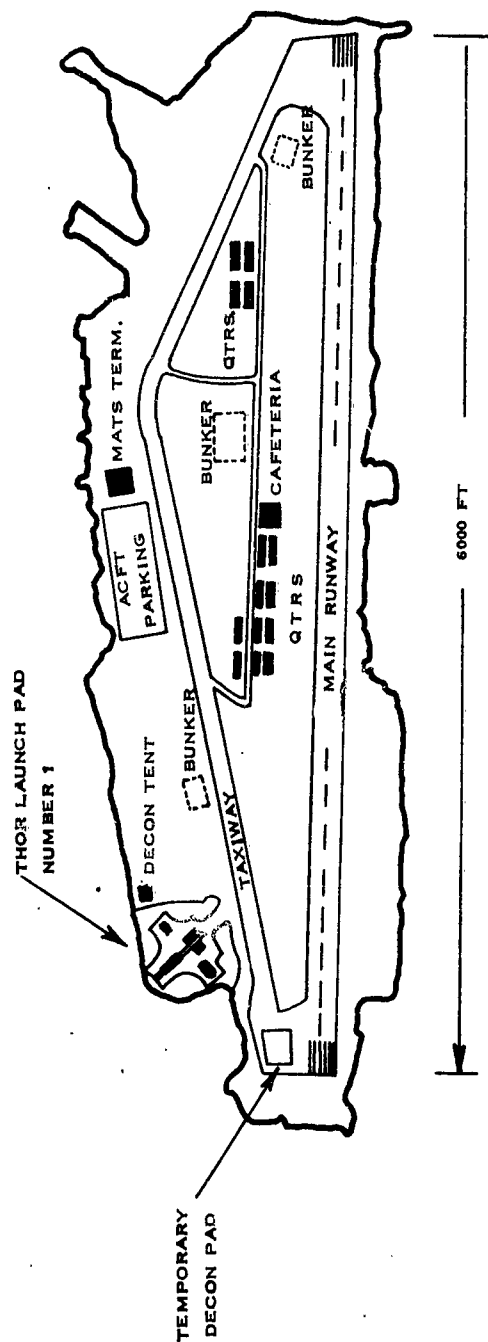 THOR LAUNCH PAD
NUMBER 1
TEMPORARY
DECON PAD
DECON TENT
BUNKER
TAXIWAY
ACFT
PARKING
MATS TERM.
BUNKER
QTRS.
BUNKER
CAFETERIA
QTRS
MAIN RUNWAY
6000 FT